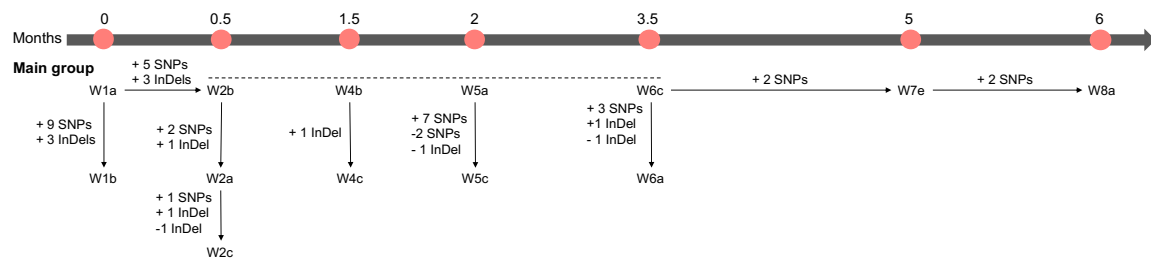 0 0.5 1.5 2 3.5 5 6
Months
Main group
+ 5 SNPs
+ 3 InDels
+ 2 SNPs
+ 2 SNPs
W1a W2b W4b W5a W6c W7e W8a
+ 9 SNPs
+ 3 InDels
+ 2 SNPs
+ 1 InDel
+ 1 InDel
+ 7 SNPs
-2 SNPs
- 1 InDel
+ 3 SNPs
+1 InDel
- 1 InDel
W1b W2a W4c W5c W6a
+ 1 SNPs
+ 1 InDel
-1 InDel
W2c